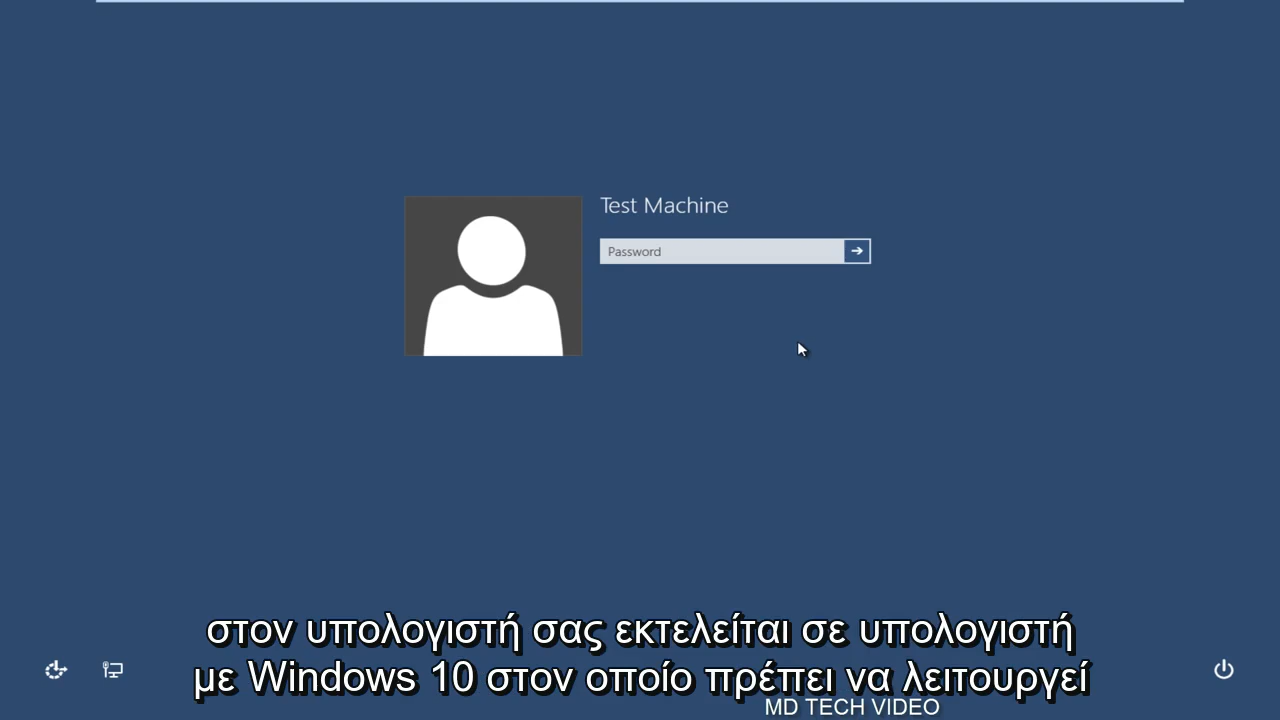 Test Machine
Password
στον υπολογιστή σας εκτελείται σε υπολογιστή
με Windows 10 στον οποίο πρέπει να λειτουργεί
MD TECH VIDEO